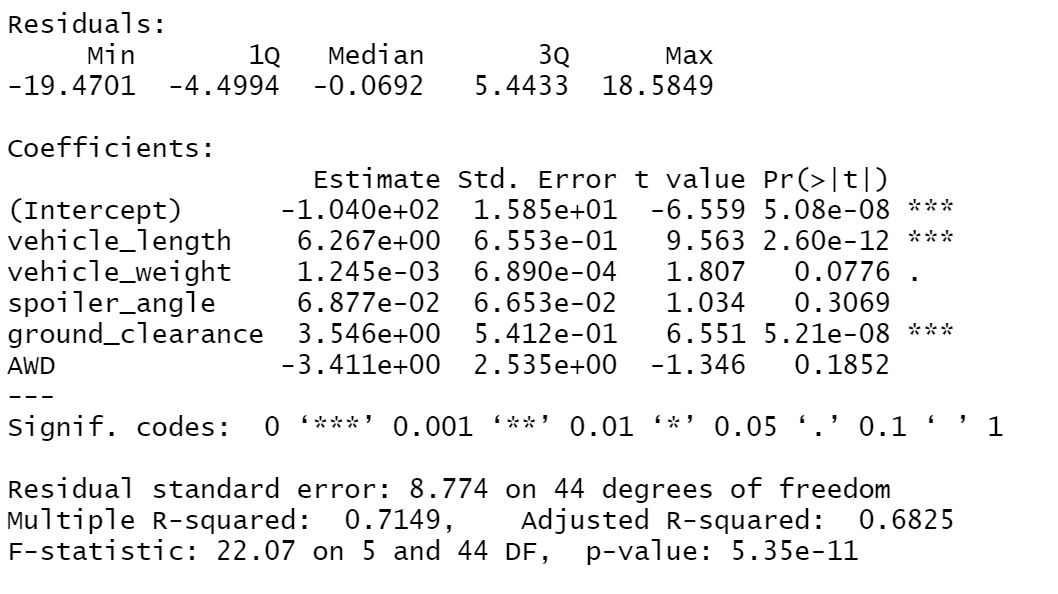 Residuals:
     Min       1Q   Median       3Q      Max
-19.4701  -4.4994  -0.0692   5.4433  18.5849

Coefficients:
                   Estimate Std. Error t value Pr(>|t|)
(Intercept)      -1.040e+02  1.585e+01  -6.559 5.08e-08 ***
vehicle_length    6.267e+00  6.553e-01   9.563 2.60e-12 ***
vehicle_weight    1.245e-03  6.890e-04   1.807   0.0776 .
spoiler_angle     6.877e-02  6.653e-02   1.034   0.3069
ground_clearance  3.546e+00  5.412e-01   6.551 5.21e-08 ***
AWD              -3.411e+00  2.535e+00  -1.346   0.1852
---
Signif. codes:  0 ‘***’ 0.001 ‘**’ 0.01 ‘*’ 0.05 ‘.’ 0.1 ‘ ’ 1

Residual standard error: 8.774 on 44 degrees of freedom
Multiple R-squared:  0.7149,    Adjusted R-squared:  0.6825
F-statistic: 22.07 on 5 and 44 DF,  p-value: 5.35e-11